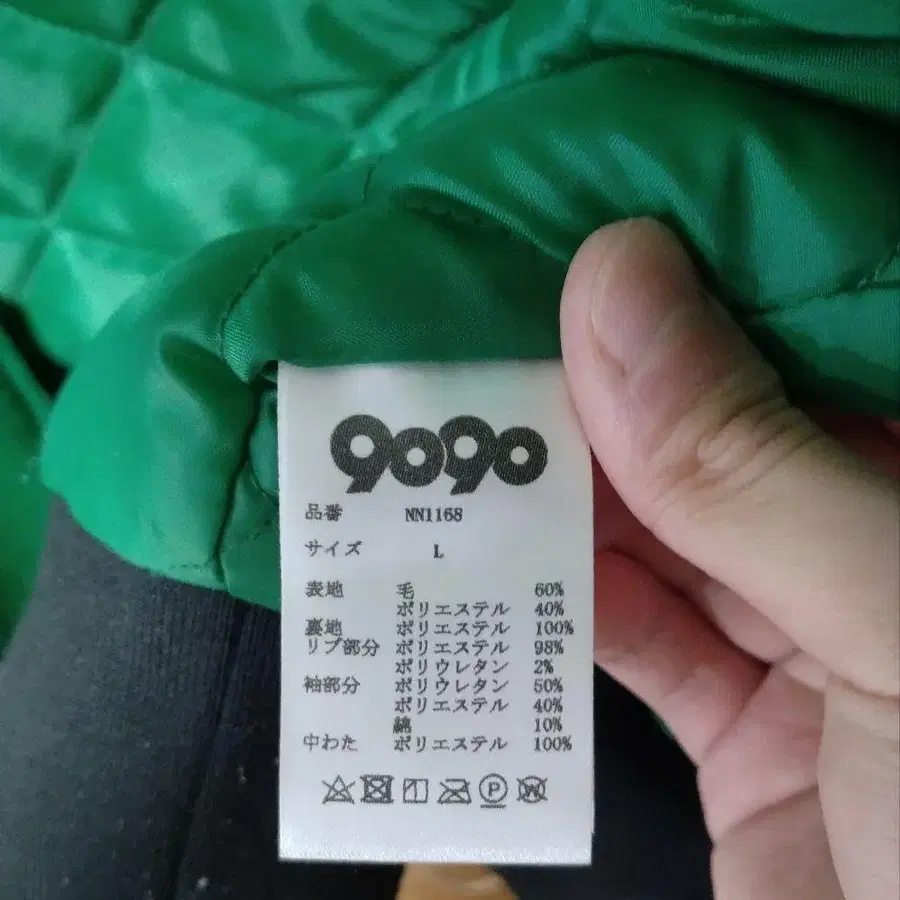 9090
品番 NN1168
サイズ L
表地 毛 60%
ポリエステル 40%
裏地 ポリエステル 100%
リブ部分 ポリエステル 98%
ポリウレタン 2%
袖部分 ポリウレタン 50%
ポリエステル 40%
綿 10%
中わた ポリエステル 100%
P W